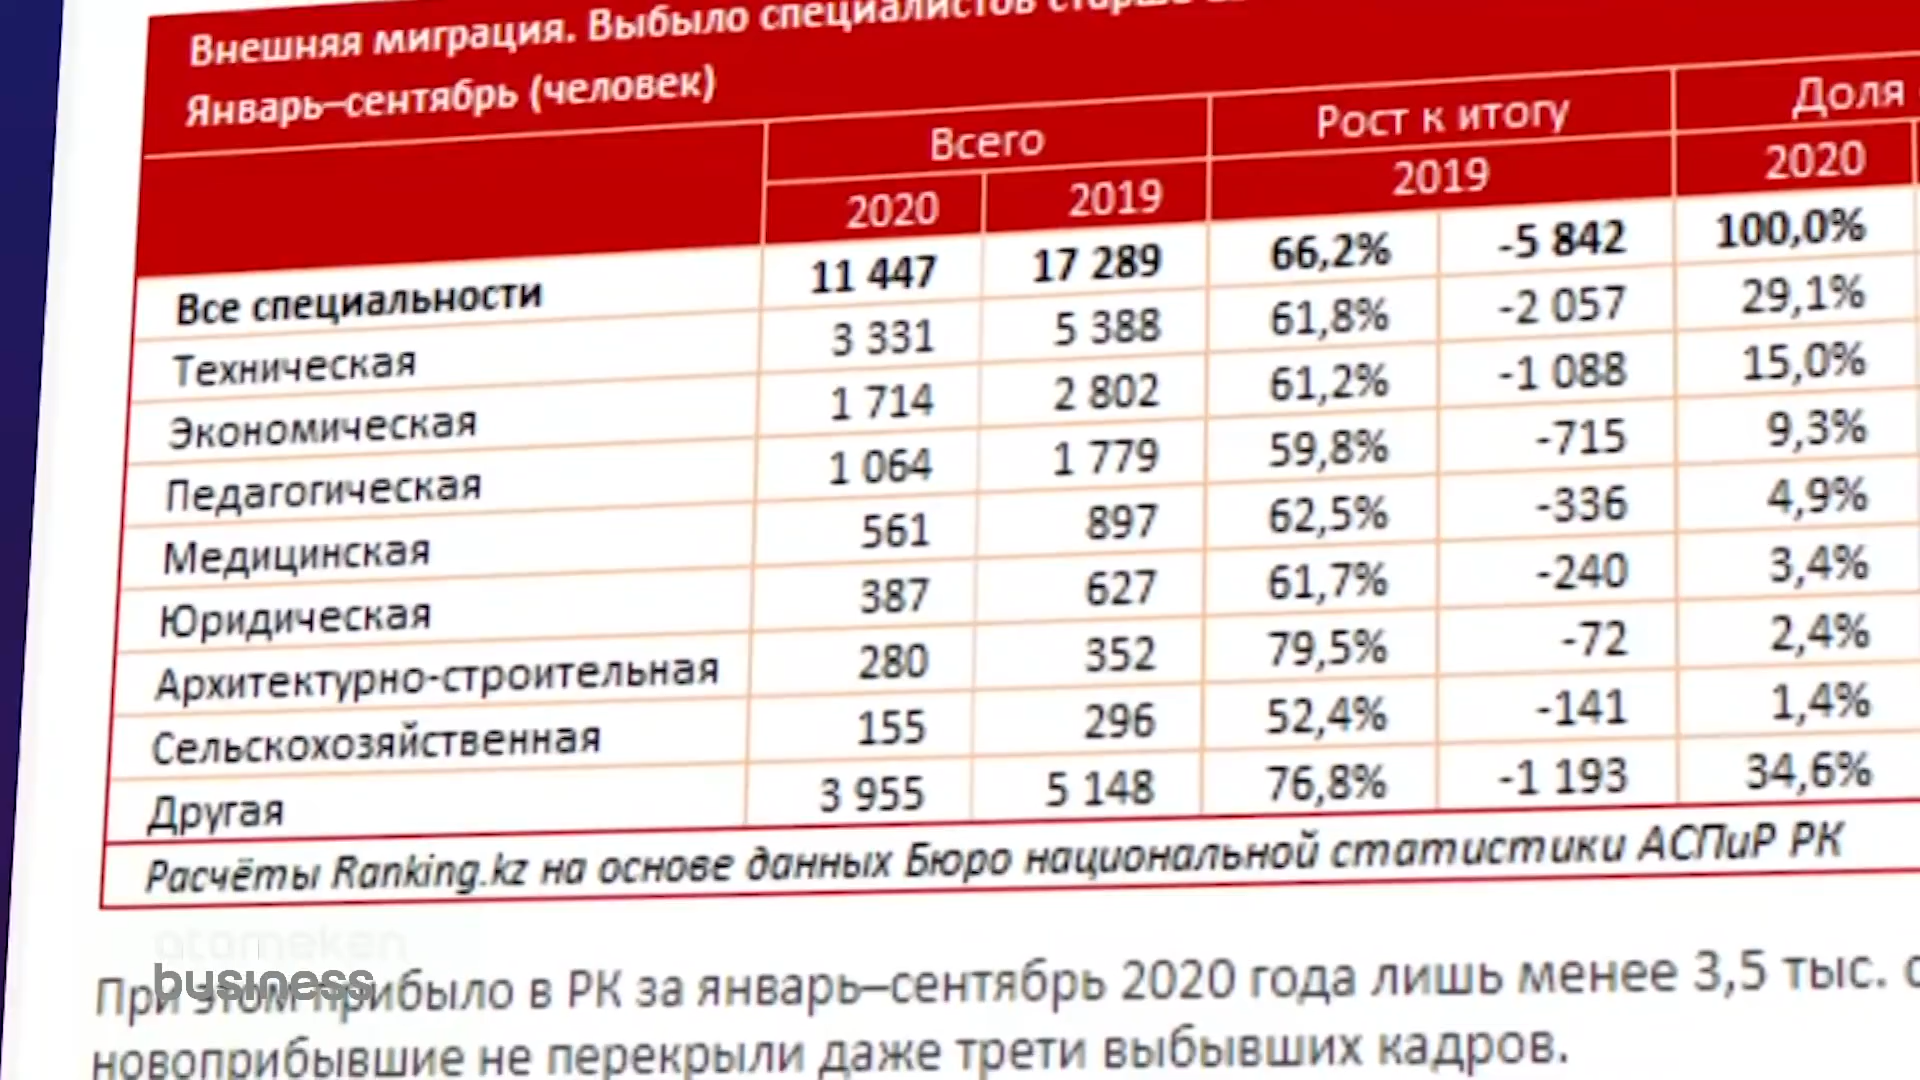 Внешняя миграция. Выбыло специалистов старше
Январь–сентябрь (человек)
Всего Рост к итогу Доля
2020 2019 2019 2020
Все специальности 11 447 17 289 66,2% -5 842 100,0%
Техническая 3 331 5 388 61,8% -2 057 29,1%
Экономическая 1 714 2 802 61,2% -1 088 15,0%
Педагогическая 1 064 1 779 59,8% -715 9,3%
Медицинская 561 897 62,5% -336 4,9%
Юридическая 387 627 61,7% -240 3,4%
Архитектурно-строительная 280 352 79,5% -72 2,4%
Сельскохозяйственная 155 296 52,4% -141 1,4%
Другая 3 955 5 148 76,8% -1 193 34,6%
Расчёты Ranking.kz на основе данных Бюро национальной статистики АСПиР РК
atameken
business
При этом прибыло в РК за январь–сентябрь 2020 года лишь менее 3,5 тыс.
новоприбывшие не перекрыли даже трети выбывших кадров.